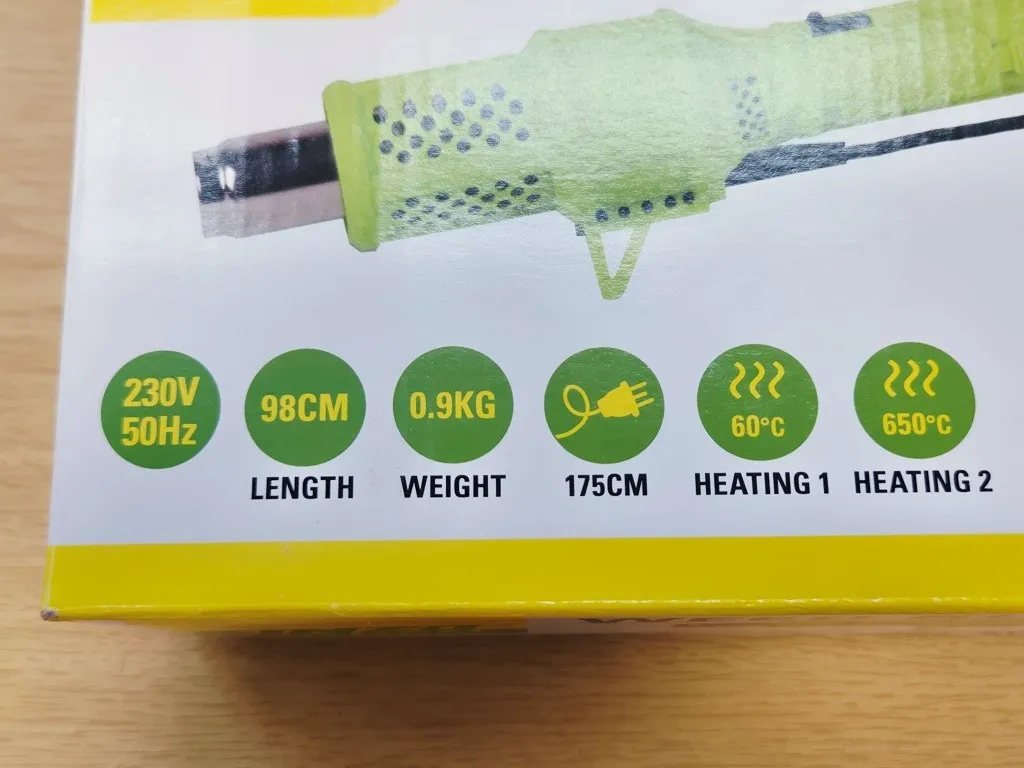 230V
50Hz
98CM
LENGTH
0.9KG
WEIGHT
175CM
60°C
HEATING 1
650°C
HEATING 2